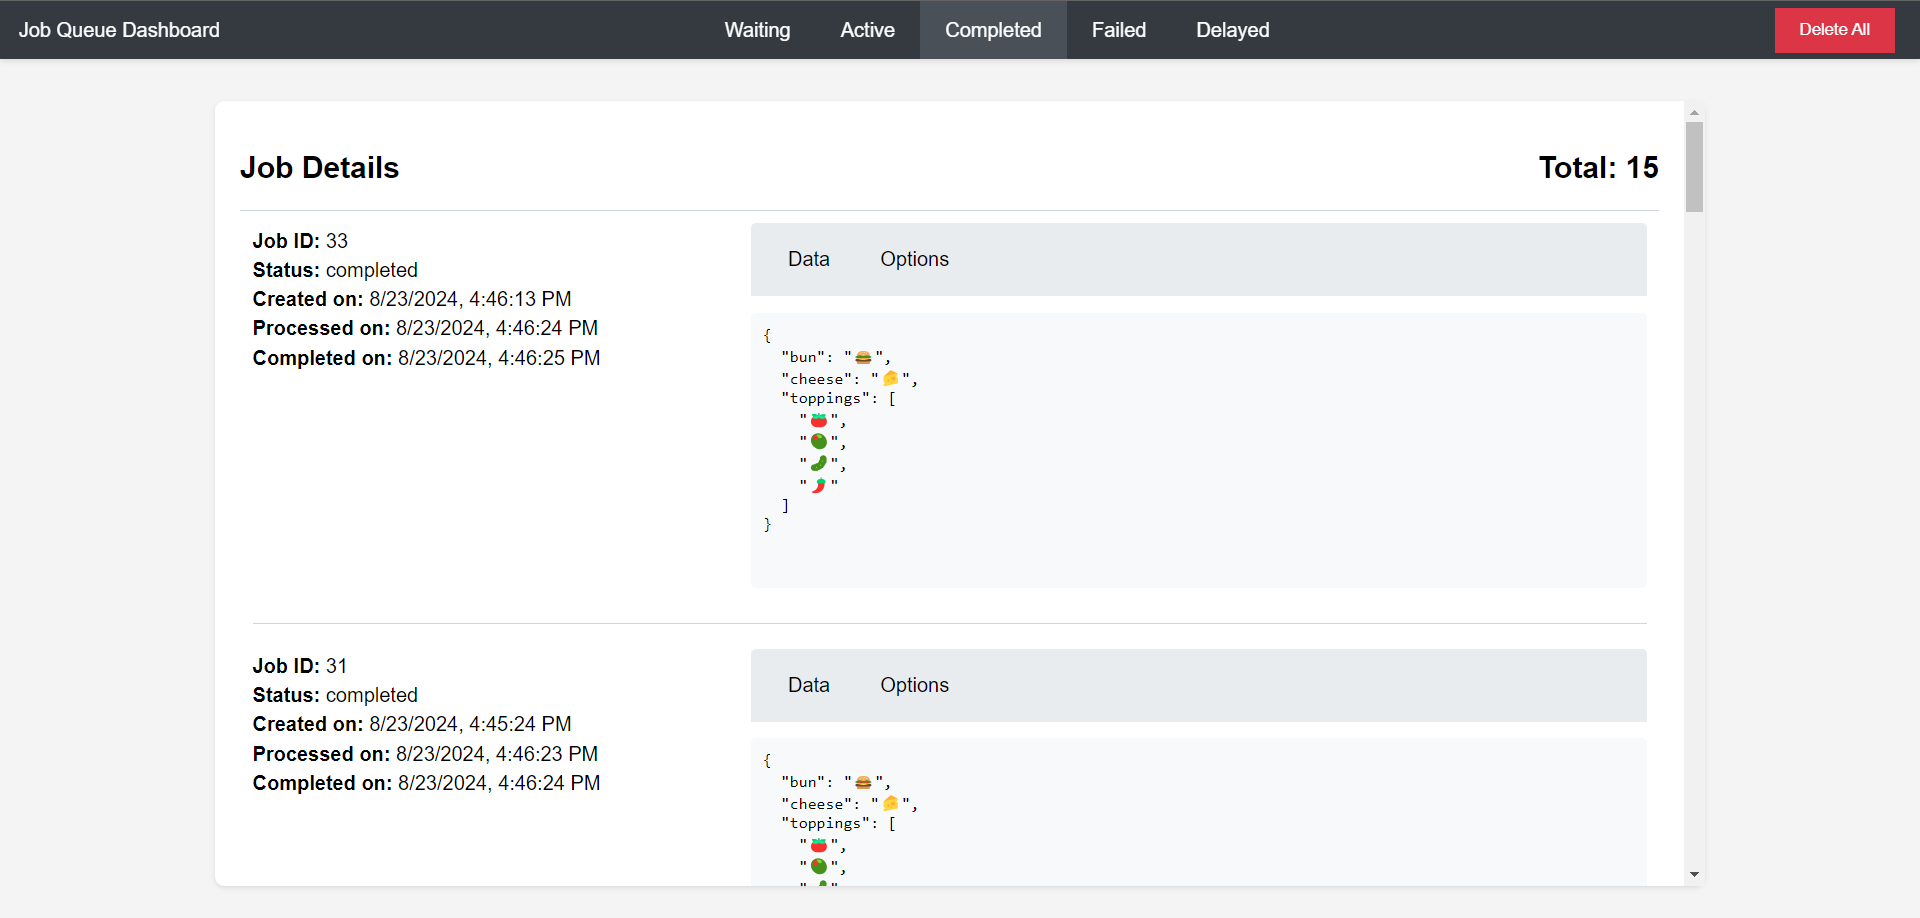 Job Queue Dashboard Waiting Active Completed Failed Delayed Delete All
Job Details Total: 15
Job ID: 33
Status: completed
Created on: 8/23/2024, 4:46:13 PM
Processed on: 8/23/2024, 4:46:24 PM
Completed on: 8/23/2024, 4:46:25 PM
Data Options
{
"bun": "🍔",
"cheese": "🧀",
"toppings": [
"🍅",
"🫒",
"🥒",
"🌶️"
]
}
Job ID: 31
Status: completed
Created on: 8/23/2024, 4:45:24 PM
Processed on: 8/23/2024, 4:46:23 PM
Completed on: 8/23/2024, 4:46:24 PM
Data Options
{
"bun": "🍔",
"cheese": "🧀",
"toppings": [
"🍅",
"🫒",